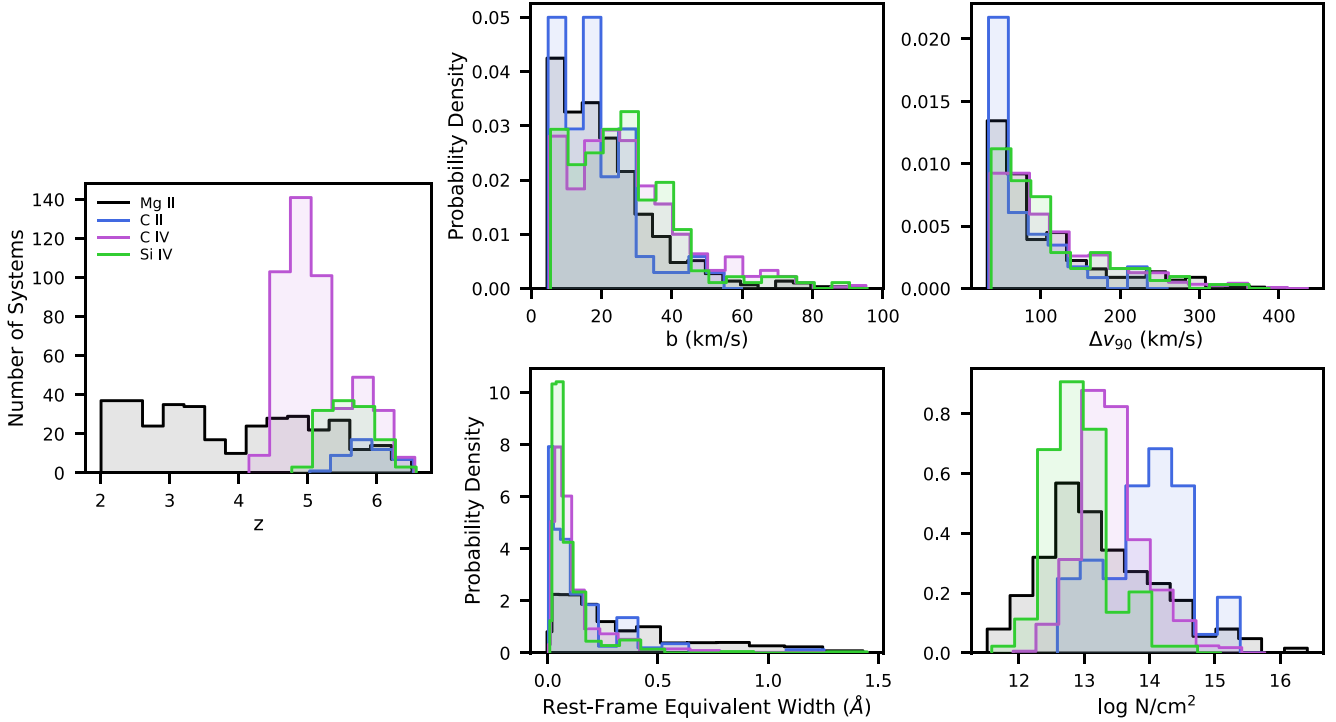 Number of Systems
140
120
100
80
60
40
20
0
Mg II
C II
C IV
Si IV
2 3 4 5 6
z
Probability Density
0.05
0.04
0.03
0.02
0.01
0.00
0 20 40 60 80 100
b (km/s)
0.020
0.015
0.010
0.005
0.000
100 200 300 400
Δv₉₀ (km/s)
Probability Density
10
8
6
4
2
0
0.0 0.5 1.0 1.5
Rest-Frame Equivalent Width (Å)
0.8
0.6
0.4
0.2
0.0
12 13 14 15 16
log N/cm²